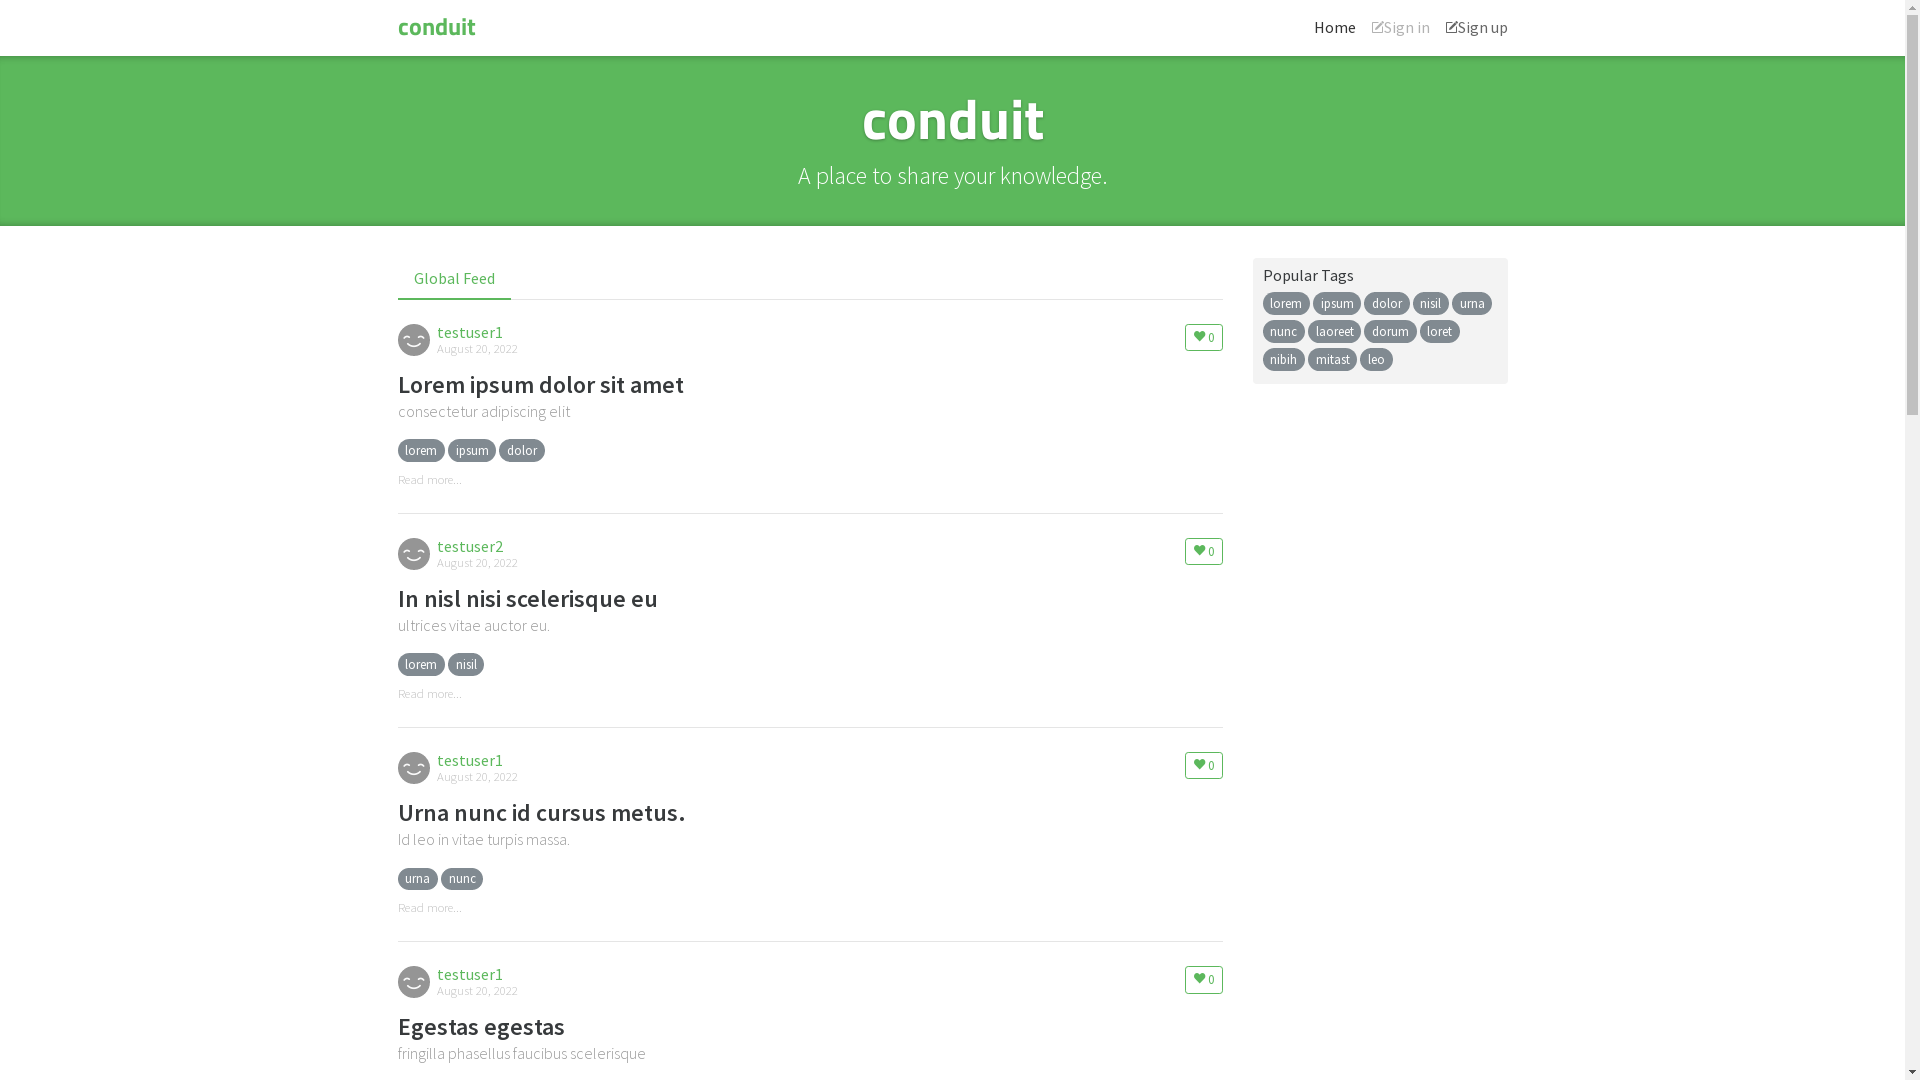 conduit
Home Sign in Sign up
conduit
A place to share your knowledge.
Global Feed
testuser1
August 20, 2022
0
Lorem ipsum dolor sit amet
consectetur adipiscing elit
lorem ipsum dolor
Read more...
testuser2
August 20, 2022
0
In nisl nisi scelerisque eu
ultrices vitae auctor eu.
lorem nisil
Read more...
testuser1
August 20, 2022
0
Urna nunc id cursus metus.
Id leo in vitae turpis massa.
urna nunc
Read more...
testuser1
August 20, 2022
0
Egestas egestas
fringilla phasellus faucibus scelerisque
Popular Tags
lorem ipsum dolor nisil urna
nunc laoreet dorum loret
nibih mitast leo